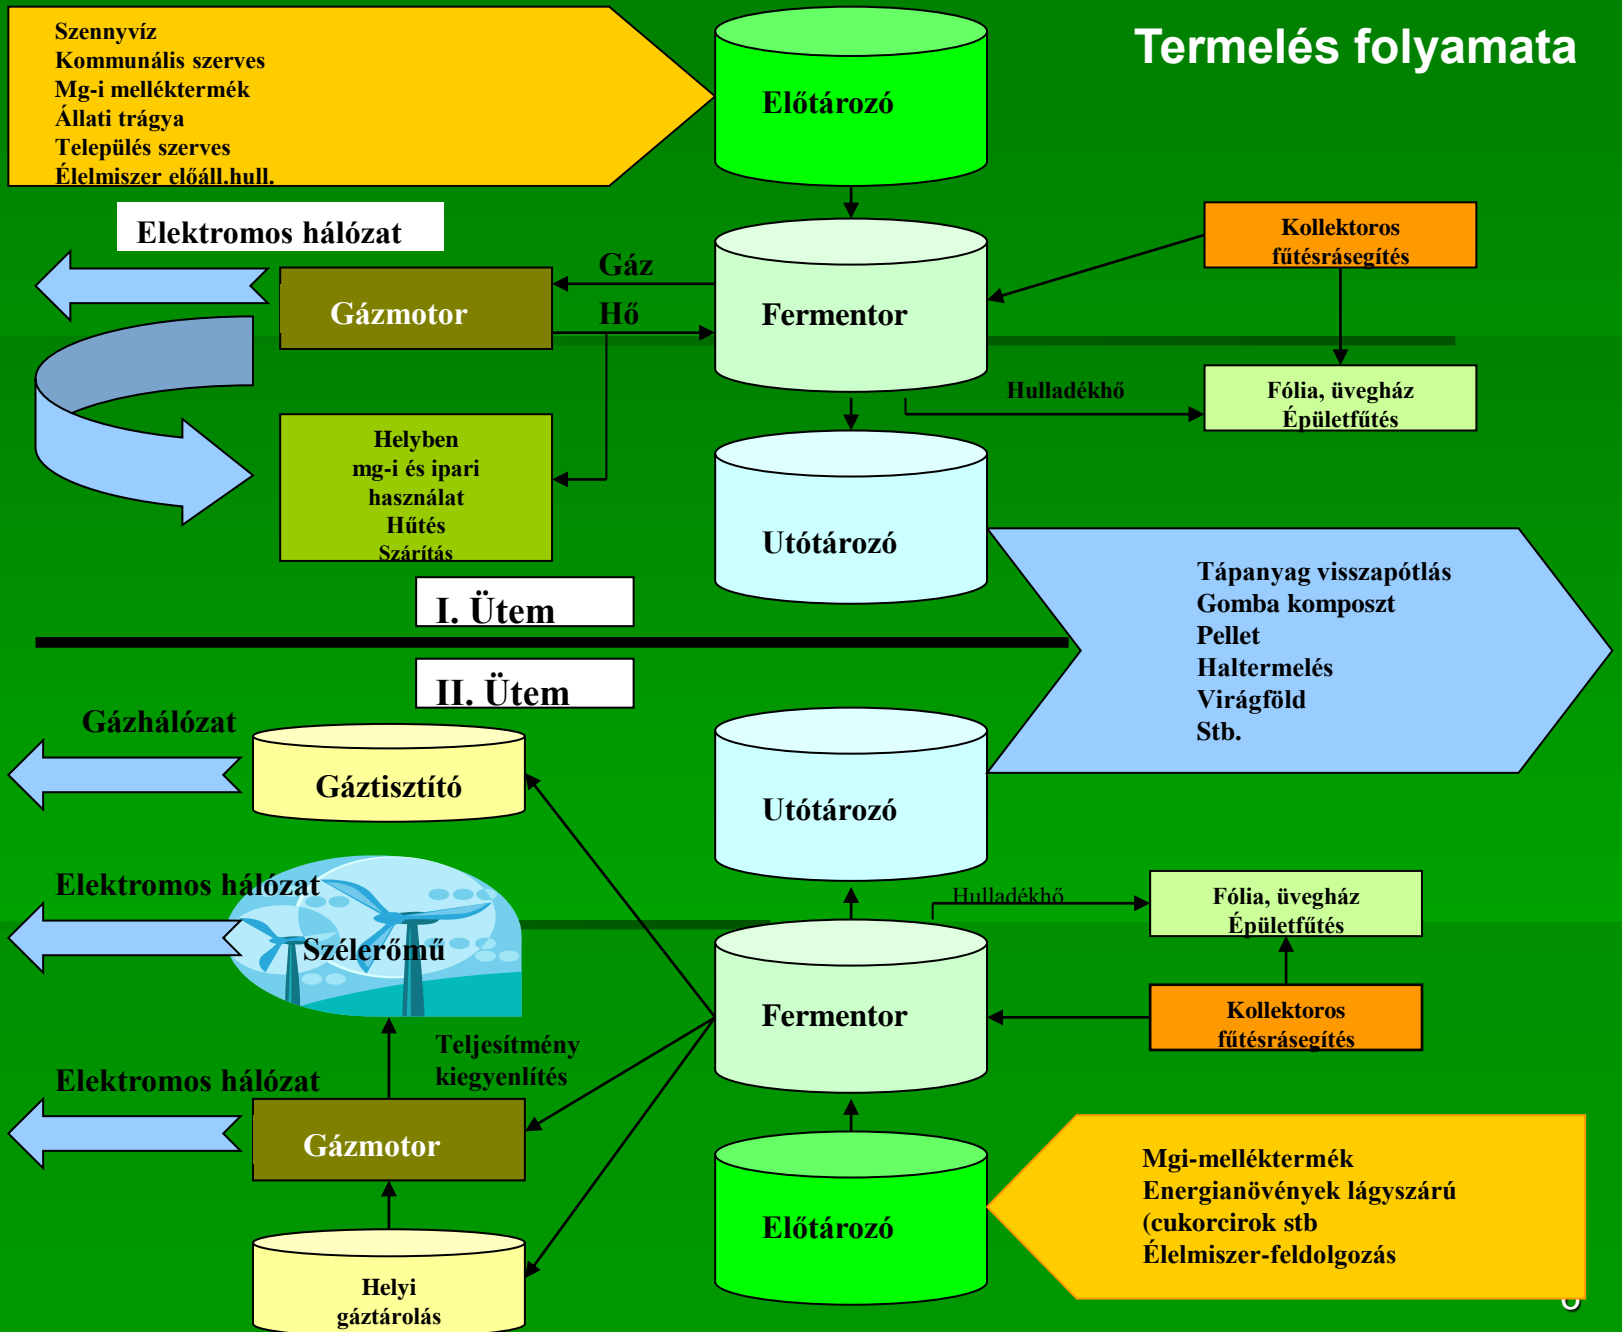 Termelés folyamata
Szennyvíz
Kommunális szerves
Mg-i melléktermék
Állati trágya
Település szerves
Élelmiszer előáll.hull.
Előtározó
Elektromos hálózat
Gázmotor
Gáz
Hő
Fermentor
Kollektoros
fűtésrásegítés
Hulladékhő
Fólia, üvegház
Épületfűtés
Helyben
mg-i és ipari
használat
Hűtés
Szárítás
Utótározó
Tápanyag visszapótlás
Gomba komposzt
Pellet
Haltermelés
Virágföld
Stb.
I. Ütem
II. Ütem
Gázhálózat
Gáztisztító
Utótározó
Elektromos hálózat
Szélerőmű
Hulladékhő
Fólia, üvegház
Épületfűtés
Fermentor
Kollektoros
fűtésrásegítés
Teljesítmény
kiegyenlítés
Elektromos hálózat
Gázmotor
Előtározó
Mgi-melléktermék
Energianövények lágyszárú
(cukorcirok stb
Élelmiszer-feldolgozás
Helyi
gáztárolás